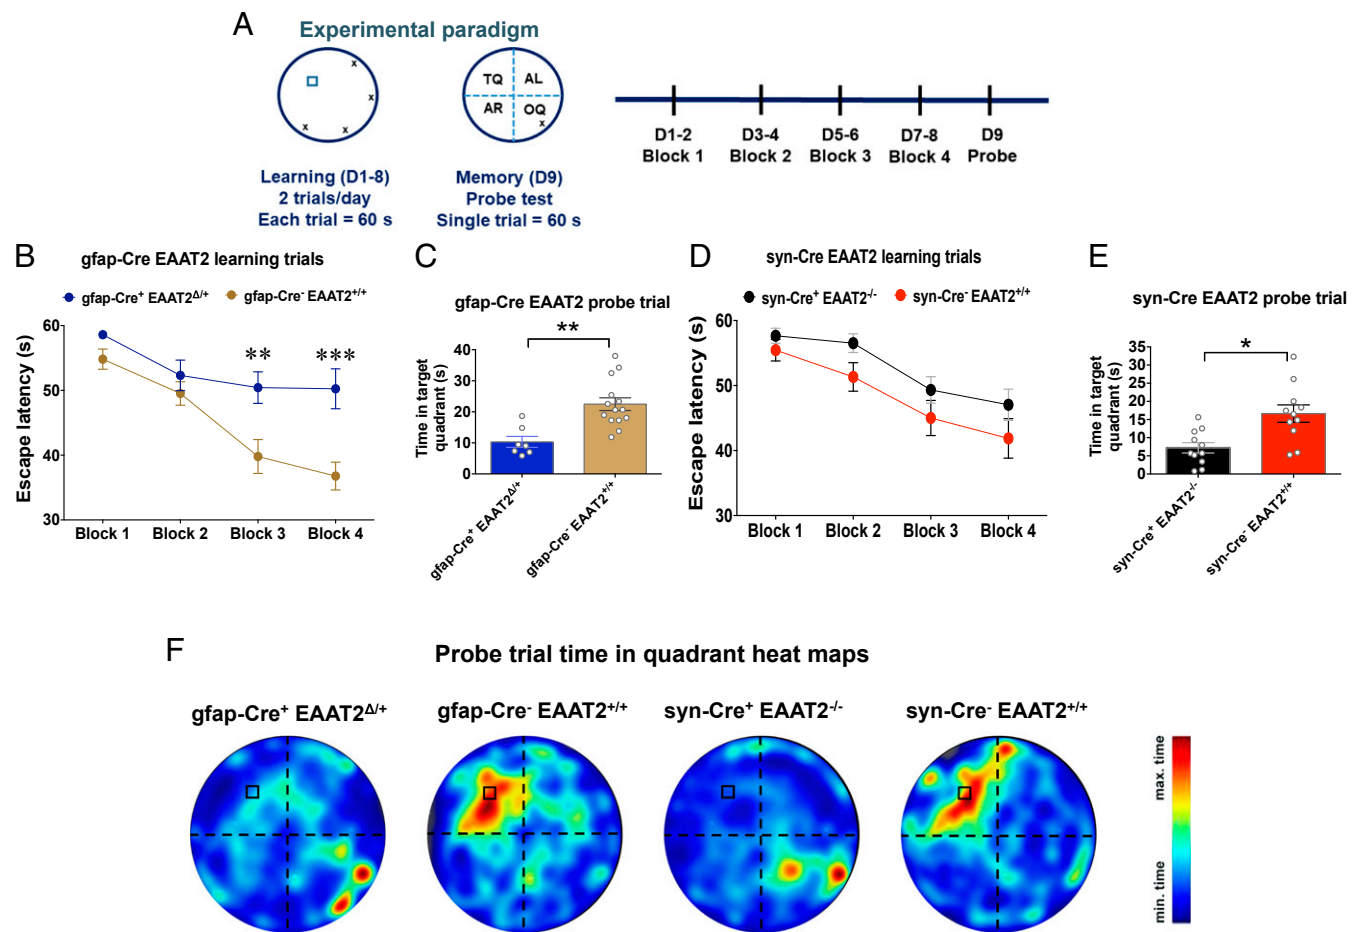 A
Experimental paradigm
x
x
x
x
TQ AL
AR OQ
x
Learning (D1-8)
2 trials/day
Each trial = 60 s
Memory (D9)
Probe test
Single trial = 60 s
D1-2 D3-4 D5-6 D7-8 D9
Block 1 Block 2 Block 3 Block 4 Probe
B
gfap-Cre EAAT2 learning trials
gfap-Cre⁺ EAAT2^Δ/+ gfap-Cre⁻ EAAT2⁺/⁺
Escape latency (s)
60
50
40
30
** ***
Block 1 Block 2 Block 3 Block 4
C
gfap-Cre EAAT2 probe trial
**
Time in target
quadrant (s)
40
30
20
10
0
gfap-Cre⁺ EAAT2^Δ/+
gfap-Cre⁻ EAAT2⁺/⁺
D
syn-Cre EAAT2 learning trials
syn-Cre⁺ EAAT2⁻/⁻ syn-Cre⁻ EAAT2⁺/⁺
Escape latency (s)
60
50
40
30
Block 1 Block 2 Block 3 Block 4
E
syn-Cre EAAT2 probe trial
*
Time in target
quadrant (s)
35
30
25
20
15
10
5
0
syn-Cre⁺ EAAT2⁻/⁻
syn-Cre⁻ EAAT2⁺/⁺
F
Probe trial time in quadrant heat maps
gfap-Cre⁺ EAAT2^Δ/+
gfap-Cre⁻ EAAT2⁺/⁺
syn-Cre⁺ EAAT2⁻/⁻
syn-Cre⁻ EAAT2⁺/⁺
max. time
min. time